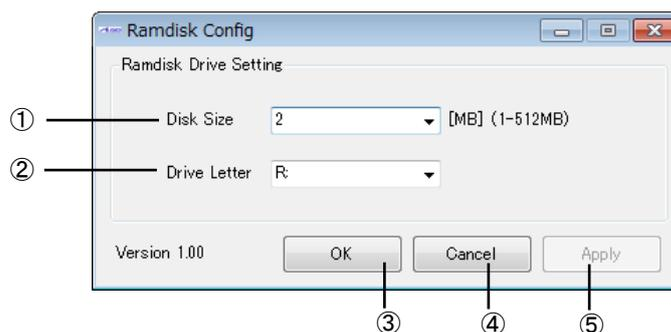 Ramdisk Config
Ramdisk Drive Setting
① Disk Size 2 [MB] (1-512MB)
② Drive Letter R:
Version 1.00 OK Cancel Apply
③ ④ ⑤